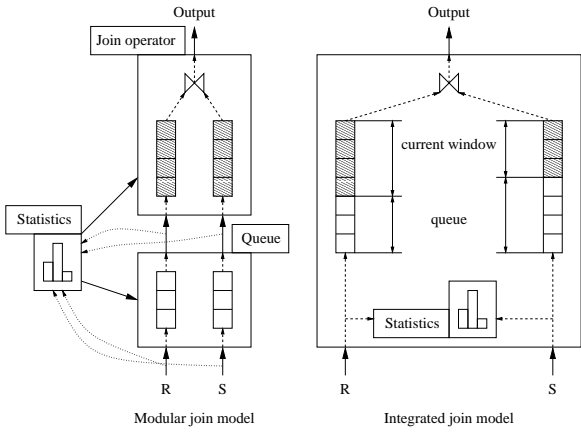 Output
Join operator
Statistics
Queue
R
S
Modular join model
Output
current window
queue
Statistics
R
S
Integrated join model